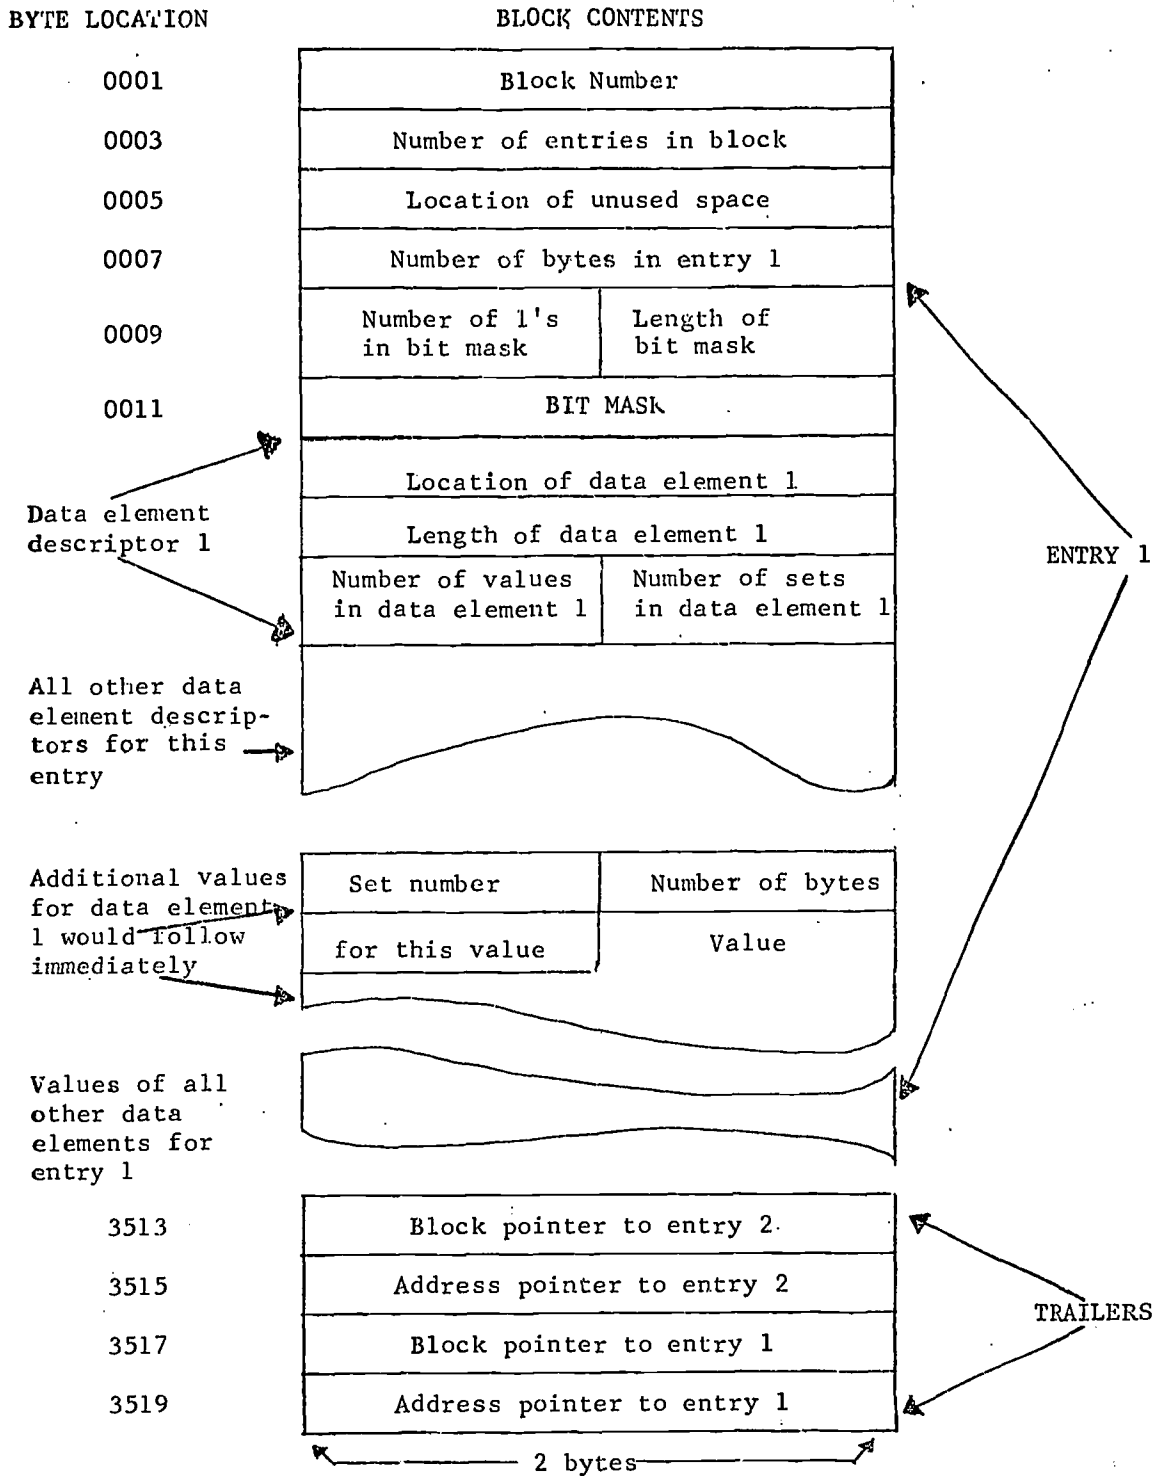 BYTE LOCATION
BLOCK CONTENTS
0001
Block Number
0003
Number of entries in block
0005
Location of unused space
0007
Number of bytes in entry 1
0009
Number of 1's
in bit mask
Length of
bit mask
0011
BIT MASK
Location of data element 1
Length of data element 1
Data element
descriptor 1
ENTRY 1
Number of values
in data element 1
Number of sets
in data element 1
All other data
element descrip-
tors for this
entry
Additional values
for data element
1 would follow
immediately
Set number
Number of bytes
for this value
Value
Values of all
other data
elements for
entry 1
3513
Block pointer to entry 2
3515
Address pointer to entry 2
TRAILERS
3517
Block pointer to entry 1
3519
Address pointer to entry 1
2 bytes